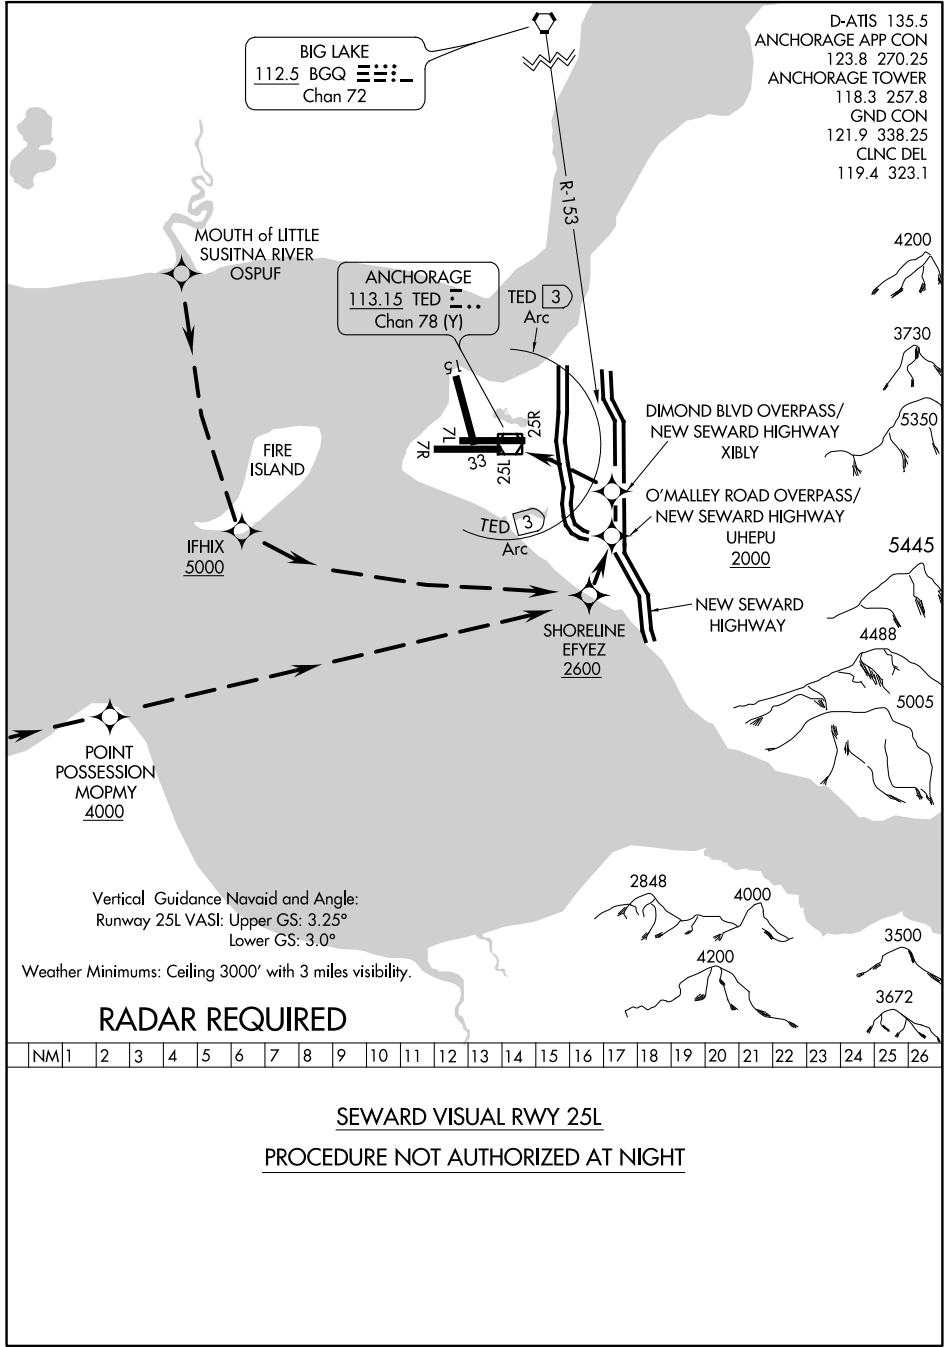 D-ATIS 135.5
ANCHORAGE APP CON
123.8 270.25
ANCHORAGE TOWER
118.3 257.8
GND CON
121.9 338.25
CLNC DEL
119.4 323.1
BIG LAKE
112.5 BGQ
Chan 72
R-153
MOUTH of LITTLE
SUSITNA RIVER
OSPUF
ANCHORAGE
113.15 TED
Chan 78 (Y)
TED 3
Arc
4200
3730
5350
15
7L
7R
33
25L
25R
DIMOND BLVD OVERPASS/
NEW SEWARD HIGHWAY
XIBLY
FIRE
ISLAND
O'MALLEY ROAD OVERPASS/
NEW SEWARD HIGHWAY
UHEPU
2000
TED 3
Arc
IFHIX
5000
5445
NEW SEWARD
HIGHWAY
SHORELINE
EFYEZ
2600
4488
5005
POINT
POSSESSION
MOPMY
4000
Vertical Guidance Navaid and Angle:
Runway 25L VASI: Upper GS: 3.25°
Lower GS: 3.0°
Weather Minimums: Ceiling 3000' with 3 miles visibility.
2848
4000
4200
3500
3672
RADAR REQUIRED
NM 1 2 3 4 5 6 7 8 9 10 11 12 13 14 15 16 17 18 19 20 21 22 23 24 25 26
SEWARD VISUAL RWY 25L
PROCEDURE NOT AUTHORIZED AT NIGHT